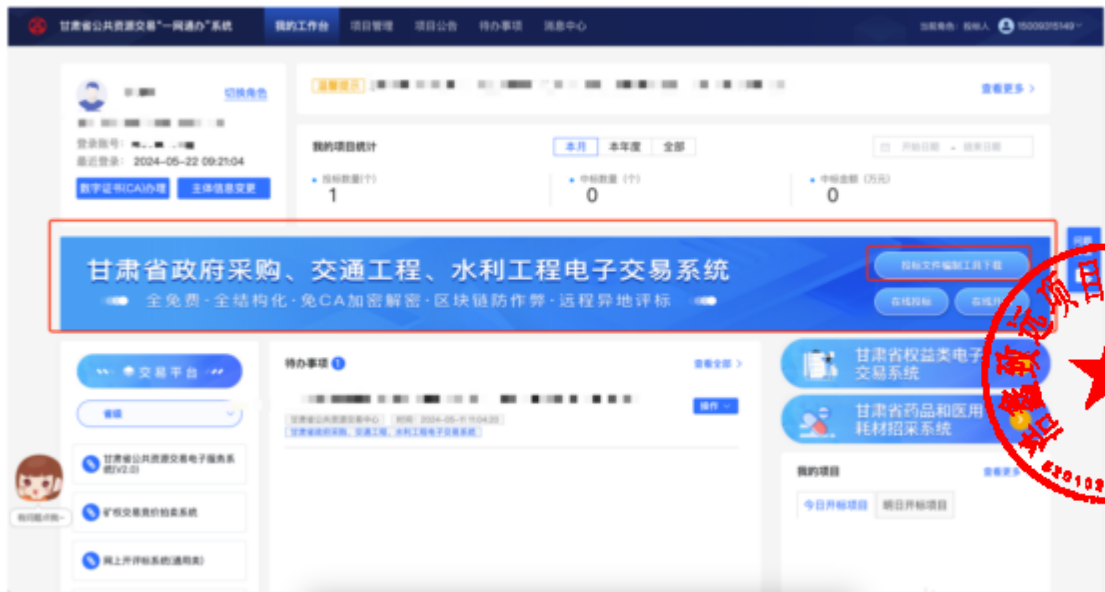 甘肃省公共资源交易“一网通办”系统 我的工作台 项目管理 项目公告 待办事项 消息中心 当前角色：投标人 15009315149
切换角色
登录账号：
最近登录： 2024-05-22 09:21:04
数字证书(CA)办理 主体信息变更
温馨提示
查看更多 >
我的项目统计 本月 本年度 全部 开始日期 - 结束日期
投标数量(个) 中标数量（个） 中标金额（万元）
1 0 0
甘肃省政府采购、交通工程、水利工程电子交易系统
全免费·全结构化·免CA加密解密·区块链防作弊·远程异地评标
投标文件编制工具下载
在线投标
问题
交易平台
省级
甘肃省公共资源交易电子服务系
统(V2.0)
矿权交易竞价拍卖系统
网上开评标系统(通用类)
待办事项 1 查看全部 >
操作
甘肃省公共资源交易中心 时间：2024-05-11 11:04:20
甘肃省政府采购、交通工程、水利工程电子交易系统
甘肃省权益类电子
交易系统
甘肃省药品和医用
耗材招采系统
我的项目 查看更多
今日开标项目 明日开标项目